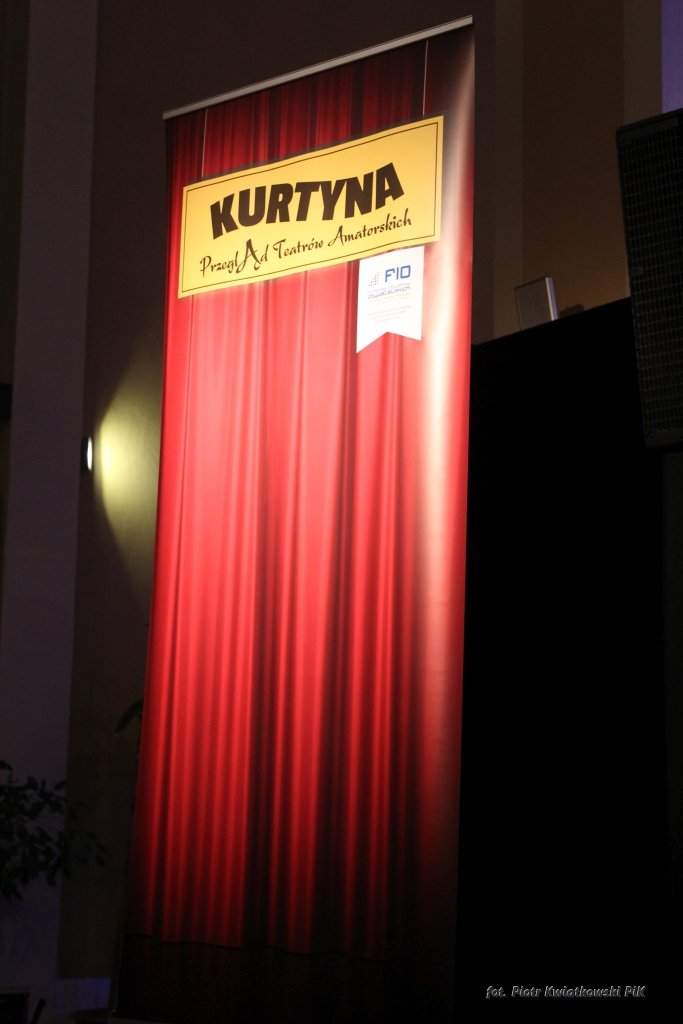 KURTYNA
PrzeglAd Teatrów Amatorskich
FIO
fot. Piotr Kwiatkowski PiK